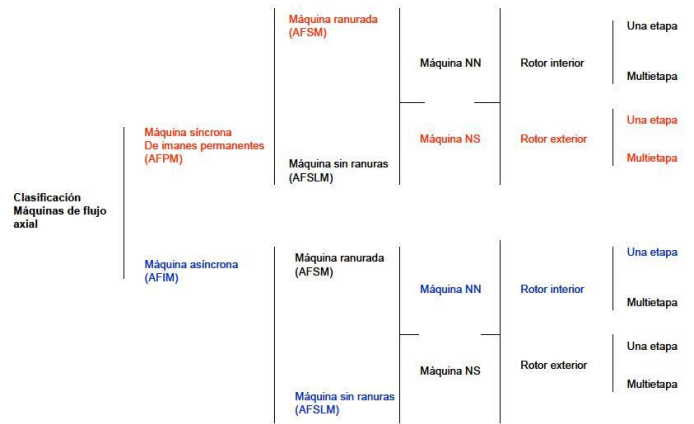 Clasificación
Máquinas de flujo
axial
Máquina síncrona
De imanes permanentes
(AFPM)
Máquina ranurada
(AFSM)
Máquina sin ranuras
(AFSLM)
Máquina NN
Máquina NS
Rotor interior
Rotor exterior
Una etapa
Multietapa
Una etapa
Multietapa
Máquina asíncrona
(AFIM)
Máquina ranurada
(AFSM)
Máquina sin ranuras
(AFSLM)
Máquina NN
Máquina NS
Rotor interior
Rotor exterior
Una etapa
Multietapa
Una etapa
Multietapa